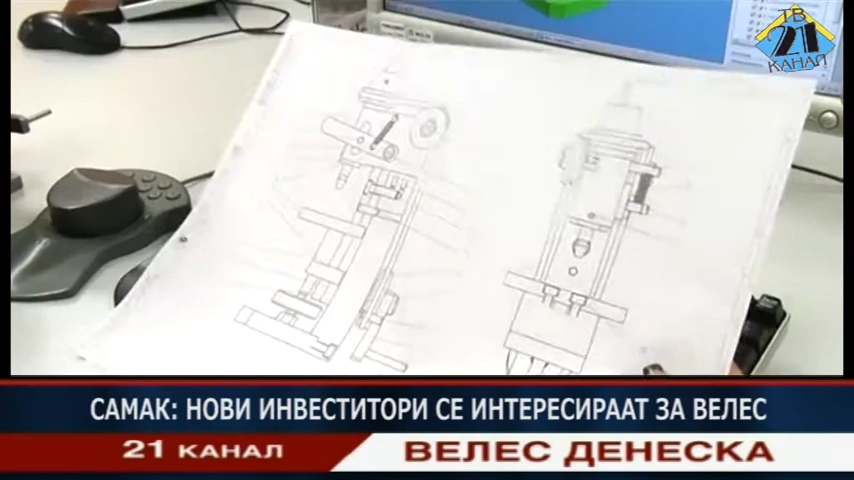 ТВ
21
КАНАЛ
САМАК: НОВИ ИНВЕСТИТОРИ СЕ ИНТЕРЕСИРААТ ЗА ВЕЛЕС
21 КАНАЛ
ВЕЛЕС ДЕНЕСКА